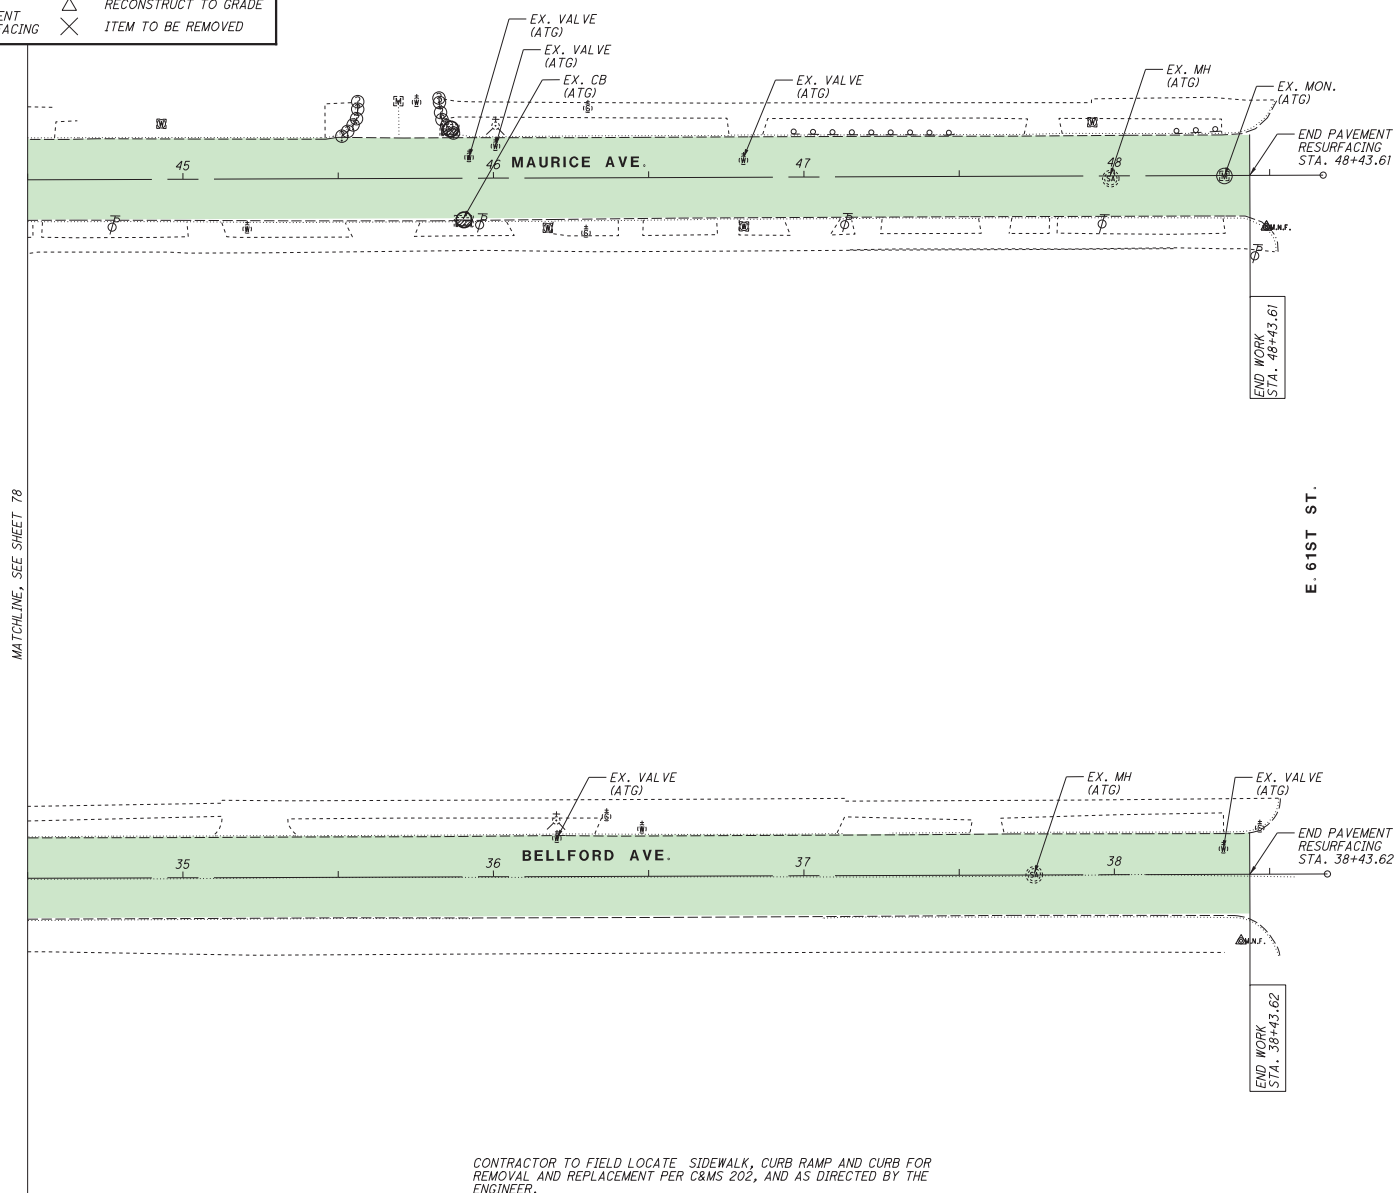 RECONSTRUCT TO GRADE
ENT
FACING
ITEM TO BE REMOVED
EX. VALVE
(ATG)
EX. VALVE
(ATG)
EX. CB
(ATG)
EX. VALVE
(ATG)
EX. MH
(ATG)
EX. MON.
(ATG)
END PAVEMENT
RESURFACING
STA. 48+43.61
45
46
MAURICE AVE.
47
48
SA
M.N.F.
END WORK
STA. 48+43.61
MATCHLINE, SEE SHEET 78
E. 61ST ST.
EX. VALVE
(ATG)
EX. MH
(ATG)
EX. VALVE
(ATG)
END PAVEMENT
RESURFACING
STA. 38+43.62
35
36
BELLFORD AVE.
37
38
SA
M.N.F.
END WORK
STA. 38+43.62
CONTRACTOR TO FIELD LOCATE SIDEWALK, CURB RAMP AND CURB FOR
REMOVAL AND REPLACEMENT PER C&MS 202, AND AS DIRECTED BY THE
ENGINEER.